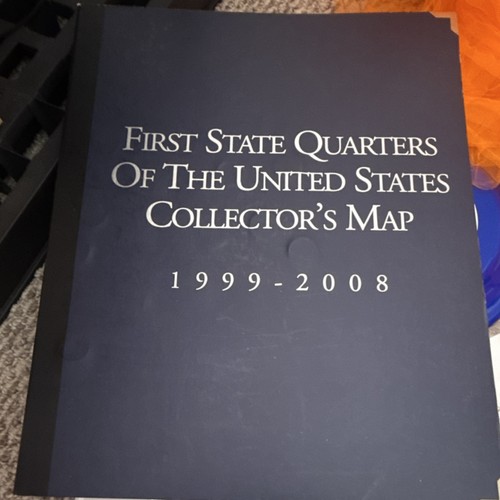 FIRST STATE QUARTERS
OF THE UNITED STATES
COLLECTOR'S MAP
1999-2008